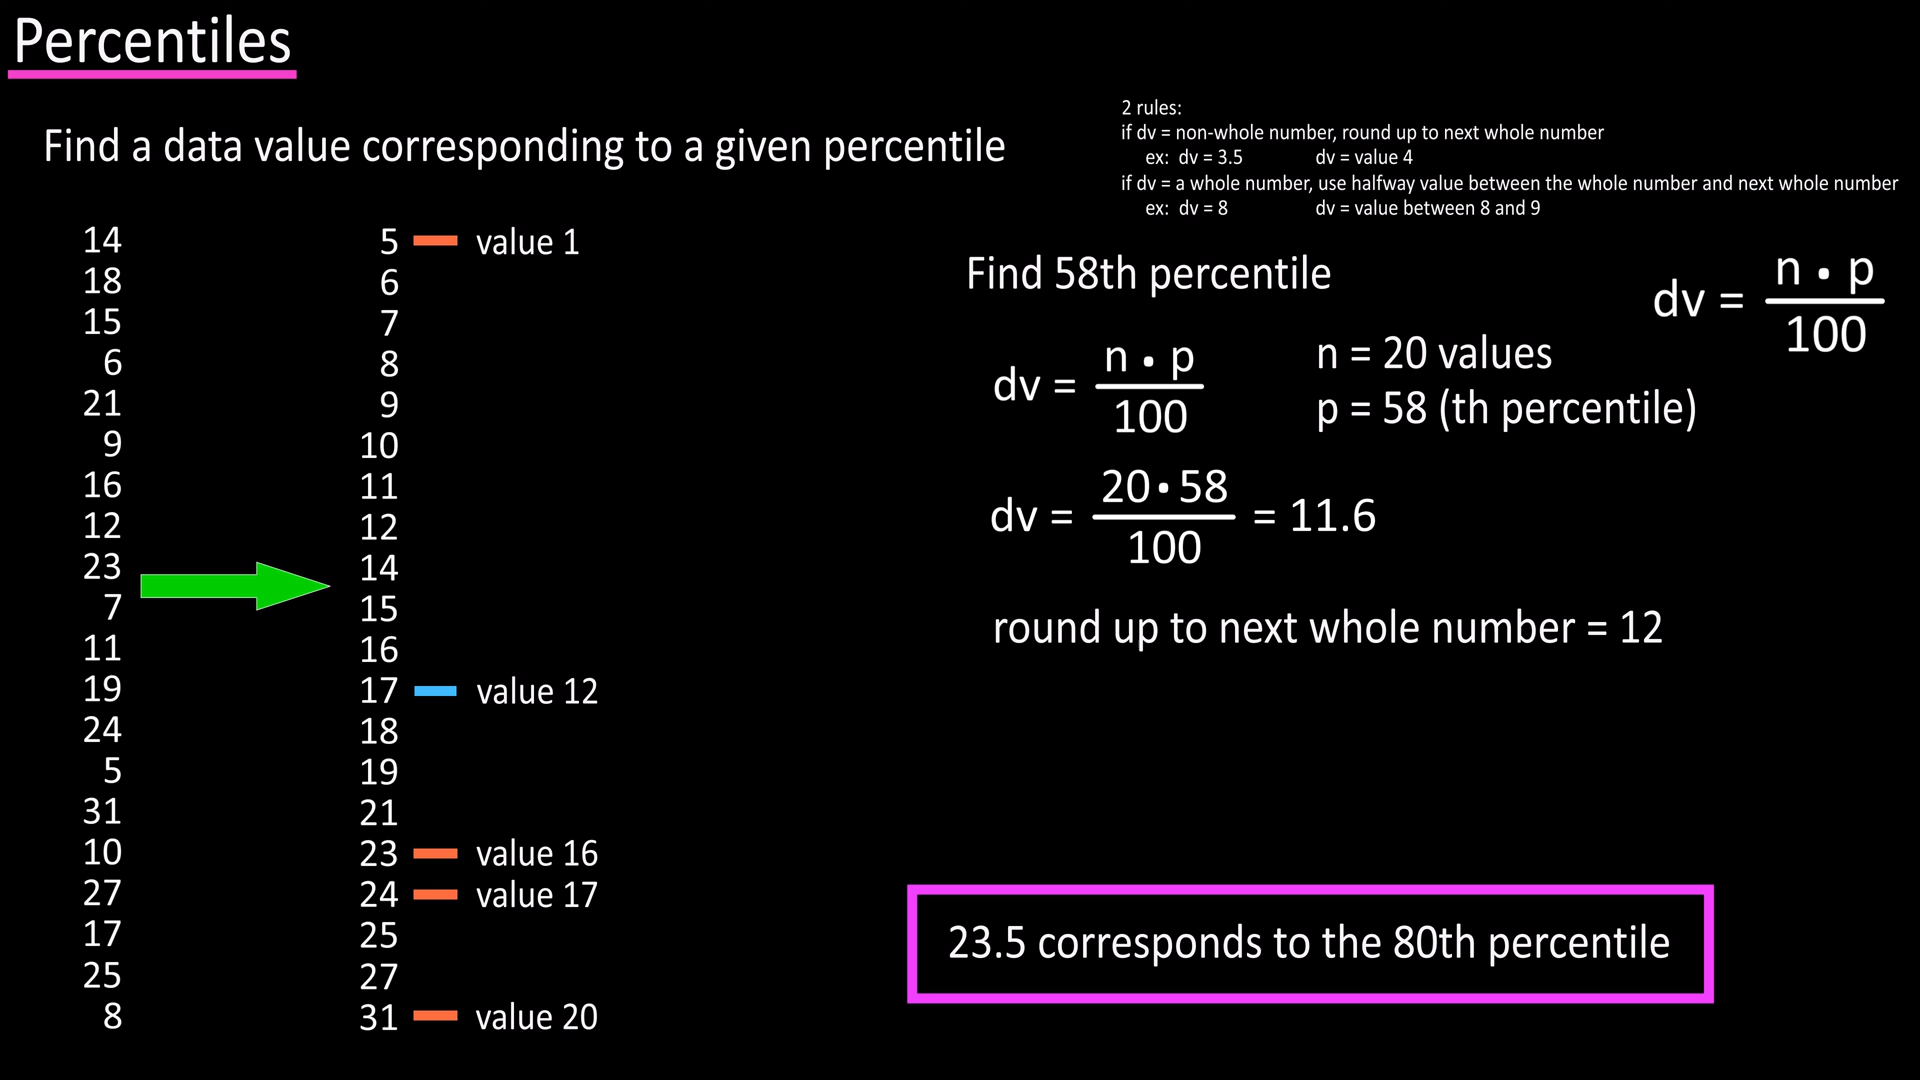 Percentiles
Find a data value corresponding to a given percentile
2 rules:
if dv = non-whole number, round up to next whole number
ex: dv = 3.5 dv = value 4
if dv = a whole number, use halfway value between the whole number and next whole number
ex: dv = 8 dv = value between 8 and 9
14
18
15
6
21
9
16
12
23
7
11
19
24
5
31
10
27
17
25
8
5 value 1
6
7
8
9
10
11
12
14
15
16
17 value 12
18
19
21
23 value 16
24 value 17
25
27
31 value 20
Find 58th percentile
dv = n • p / 100
n = 20 values
p = 58 (th percentile)
dv = n • p / 100
dv = 20 • 58 / 100 = 11.6
round up to next whole number = 12
23.5 corresponds to the 80th percentile